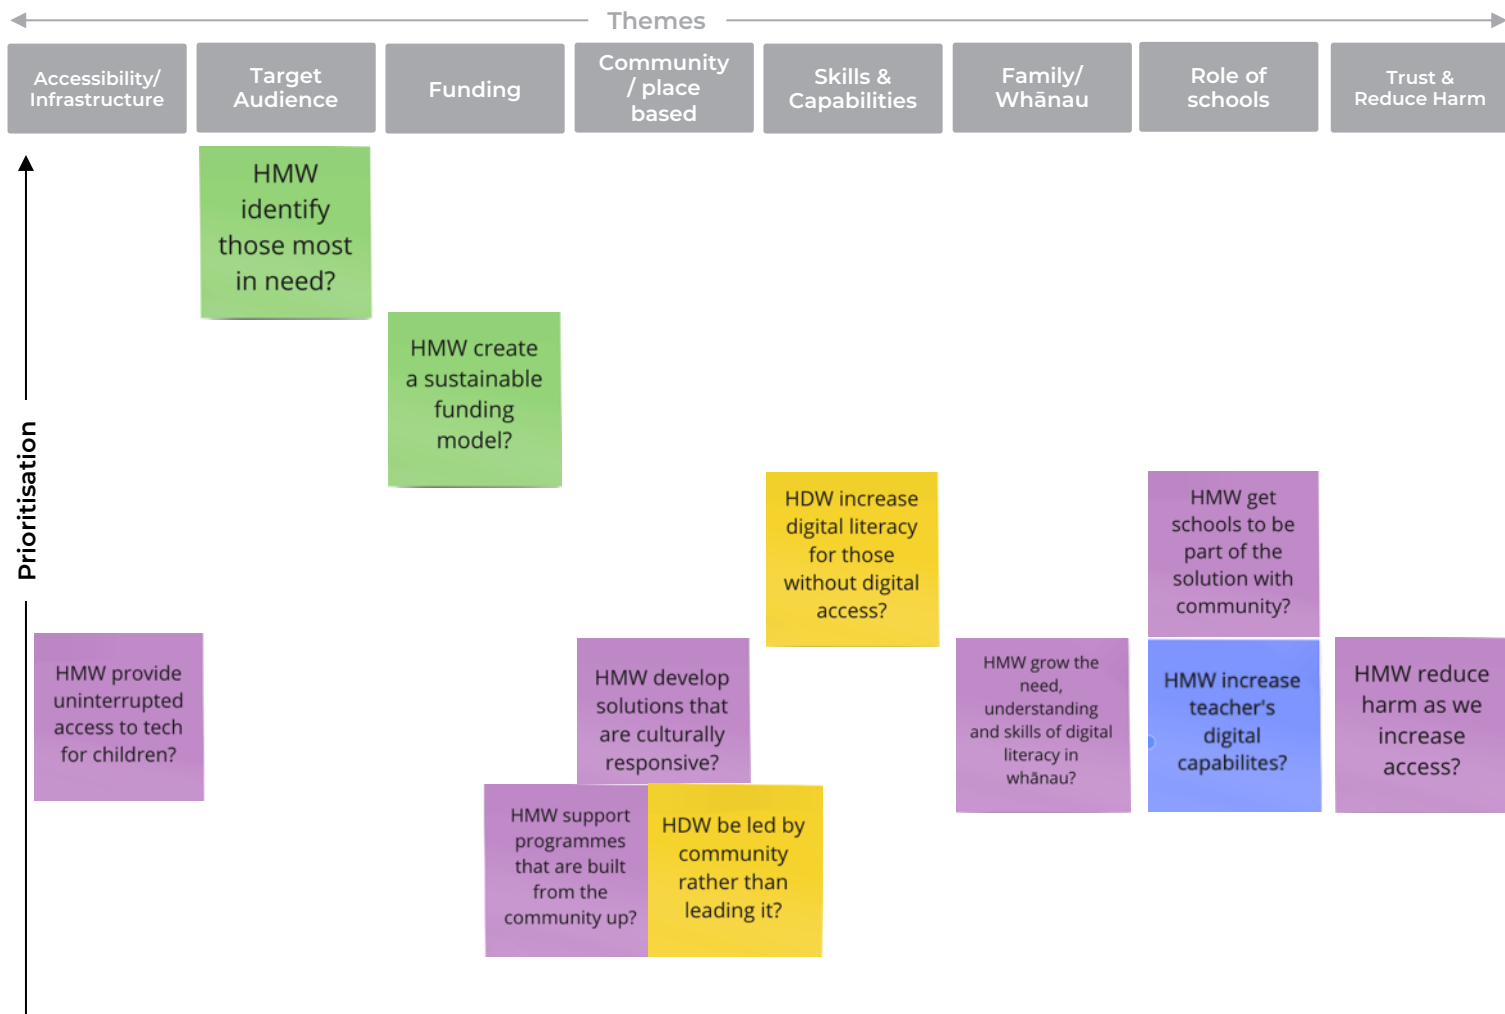 Themes
Accessibility/
Infrastructure
Target
Audience
Funding
Community
/ place
based
Skills &
Capabilities
Family/
Whānau
Role of
schools
Trust &
Reduce Harm
Prioritisation
HMW
identify
those most
in need?
HMW create
a sustainable
funding
model?
HDW increase
digital literacy
for those
without digital
access?
HMW get
schools to be
part of the
solution with
community?
HMW provide
uninterrupted
access to tech
for children?
HMW develop
solutions that
are culturally
responsive?
HMW grow the
need,
understanding
and skills of digital
literacy in
whānau?
HMW increase
teacher's
digital
capabilites?
HMW reduce
harm as we
increase
access?
HMW support
programmes
that are built
from the
community up?
HDW be led by
community
rather than
leading it?